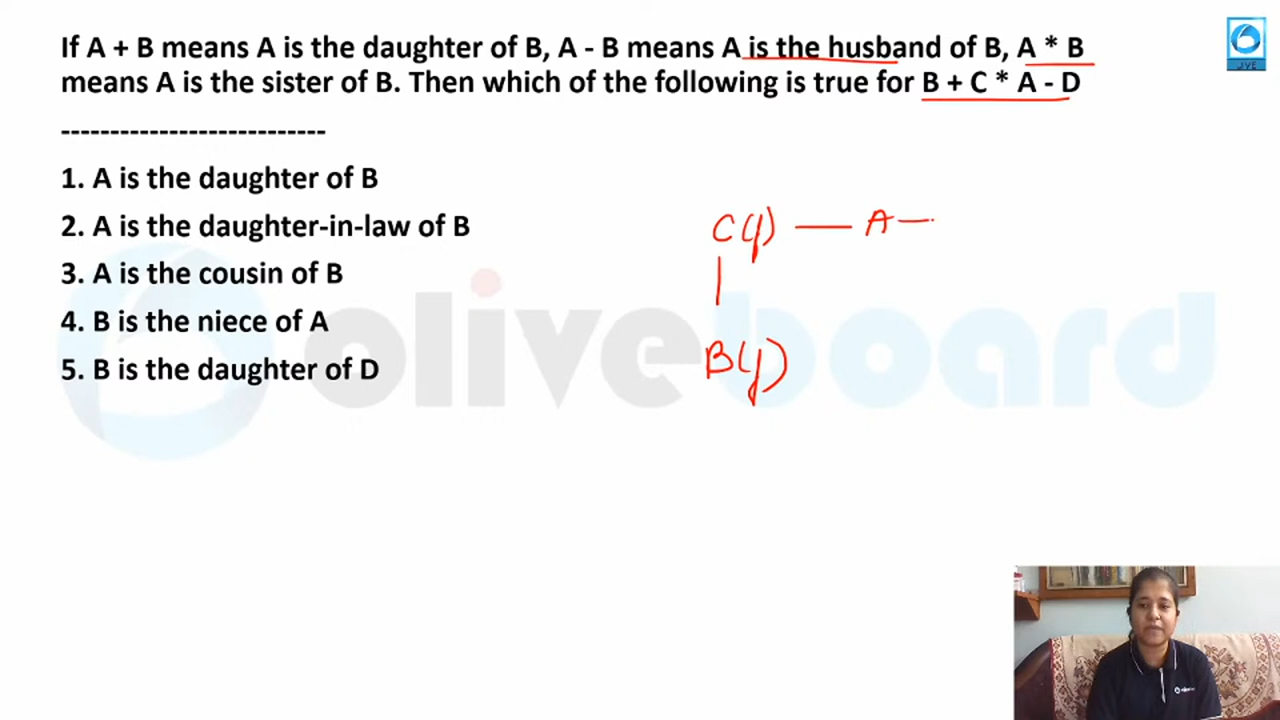 If A + B means A is the daughter of B, A - B means A is the husband of B, A * B
means A is the sister of B. Then which of the following is true for B + C * A - D
---------------------------
1. A is the daughter of B
2. A is the daughter-in-law of B
3. A is the cousin of B
4. B is the niece of A
5. B is the daughter of D
C(f) — A —
B(f)
oliveboard
LIVE